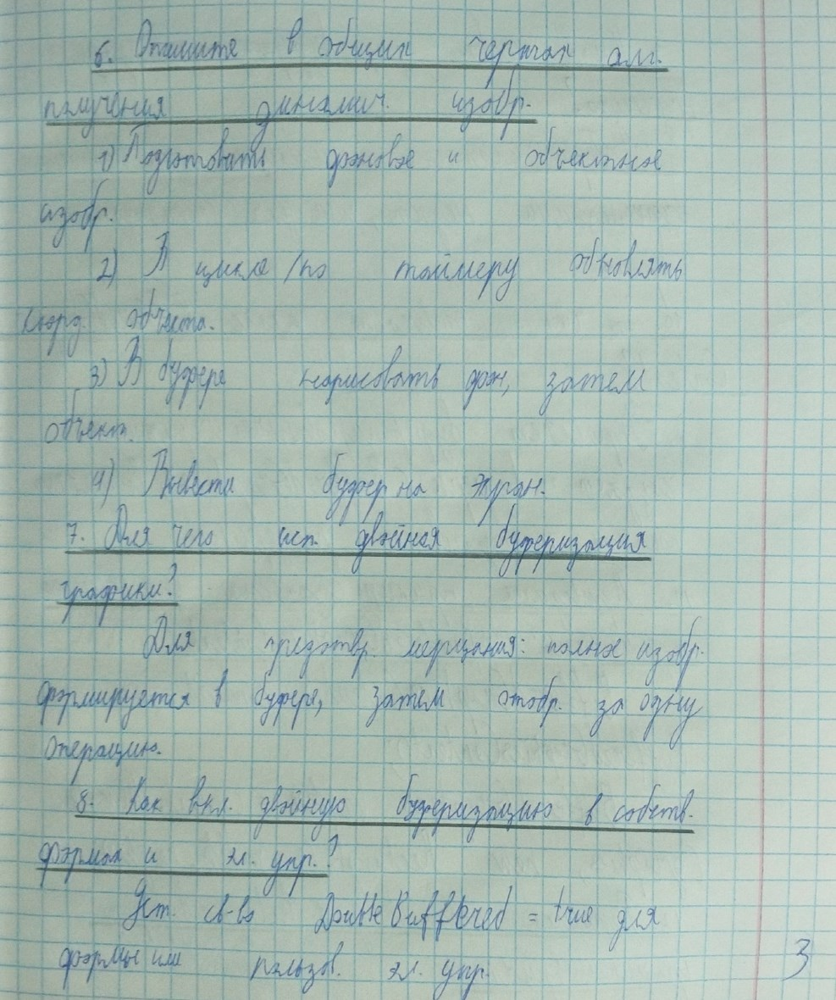 6. Опишите в общих чертах алг.
получения динамич. изобр.
1) Подготовить фоновое и объектное
изобр.
2) В цикле/по таймеру обновлять
коорд. объекта.
3) В буфере нарисовать фон, затем
объект.
4) Вывести буфер на экран.
7. Для чего исп. двойная буферизация
графики?
Для предотвр. мерцания: полное изобр.
формируется в буфере, затем отобр. за одну
операцию.
8. Как вкл. двойную буферизацию в собств.
формах и эл. упр.?
Уст. св-во DoubleBuffered = true для
формы или пользов. эл. упр.
3